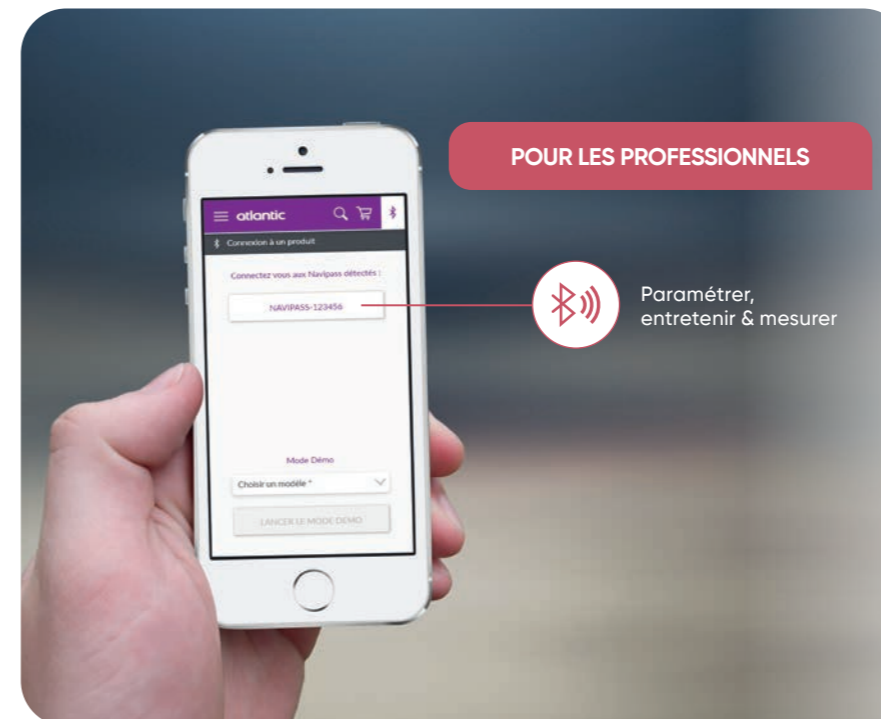 POUR LES PROFESSIONNELS
atlantic
Connexion à un produit
Connectez vous aux Navipass détectés :
NAVIPASS-123456
Paramétrer,
entretenir & mesurer
Mode Démo
Choisir un modèle *
LANCER LE MODE DEMO